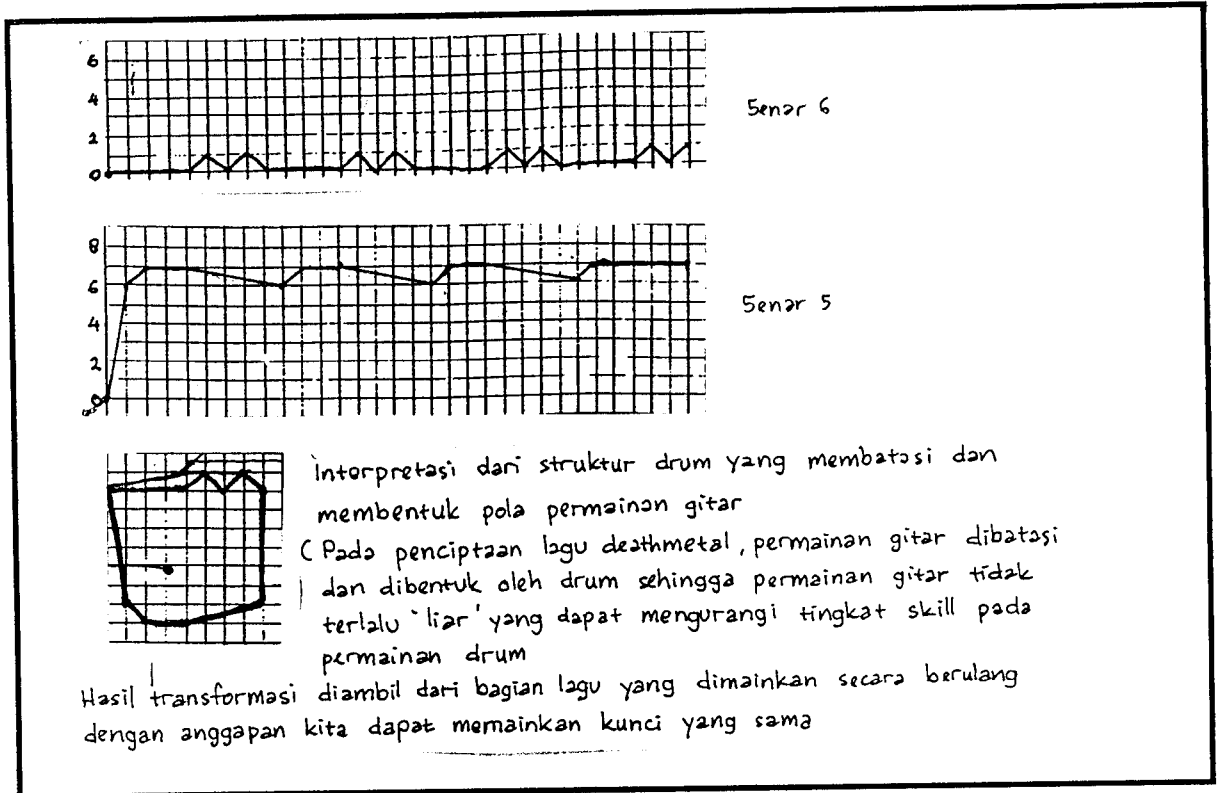 6
4
2
0
Senar 6
8
6
4
2
0
Senar 5
Interpretasi dari struktur drum yang membatasi dan
membentuk pola permainan gitar
( Pada penciptaan lagu deathmetal, permainan gitar dibatasi
dan dibentuk oleh drum sehingga permainan gitar tidak
terlalu 'liar' yang dapat mengurangi tingkat skill pada
permainan drum
Hasil transformasi diambil dari bagian lagu yang dimainkan secara berulang
dengan anggapan kita dapat memainkan kunci yang sama